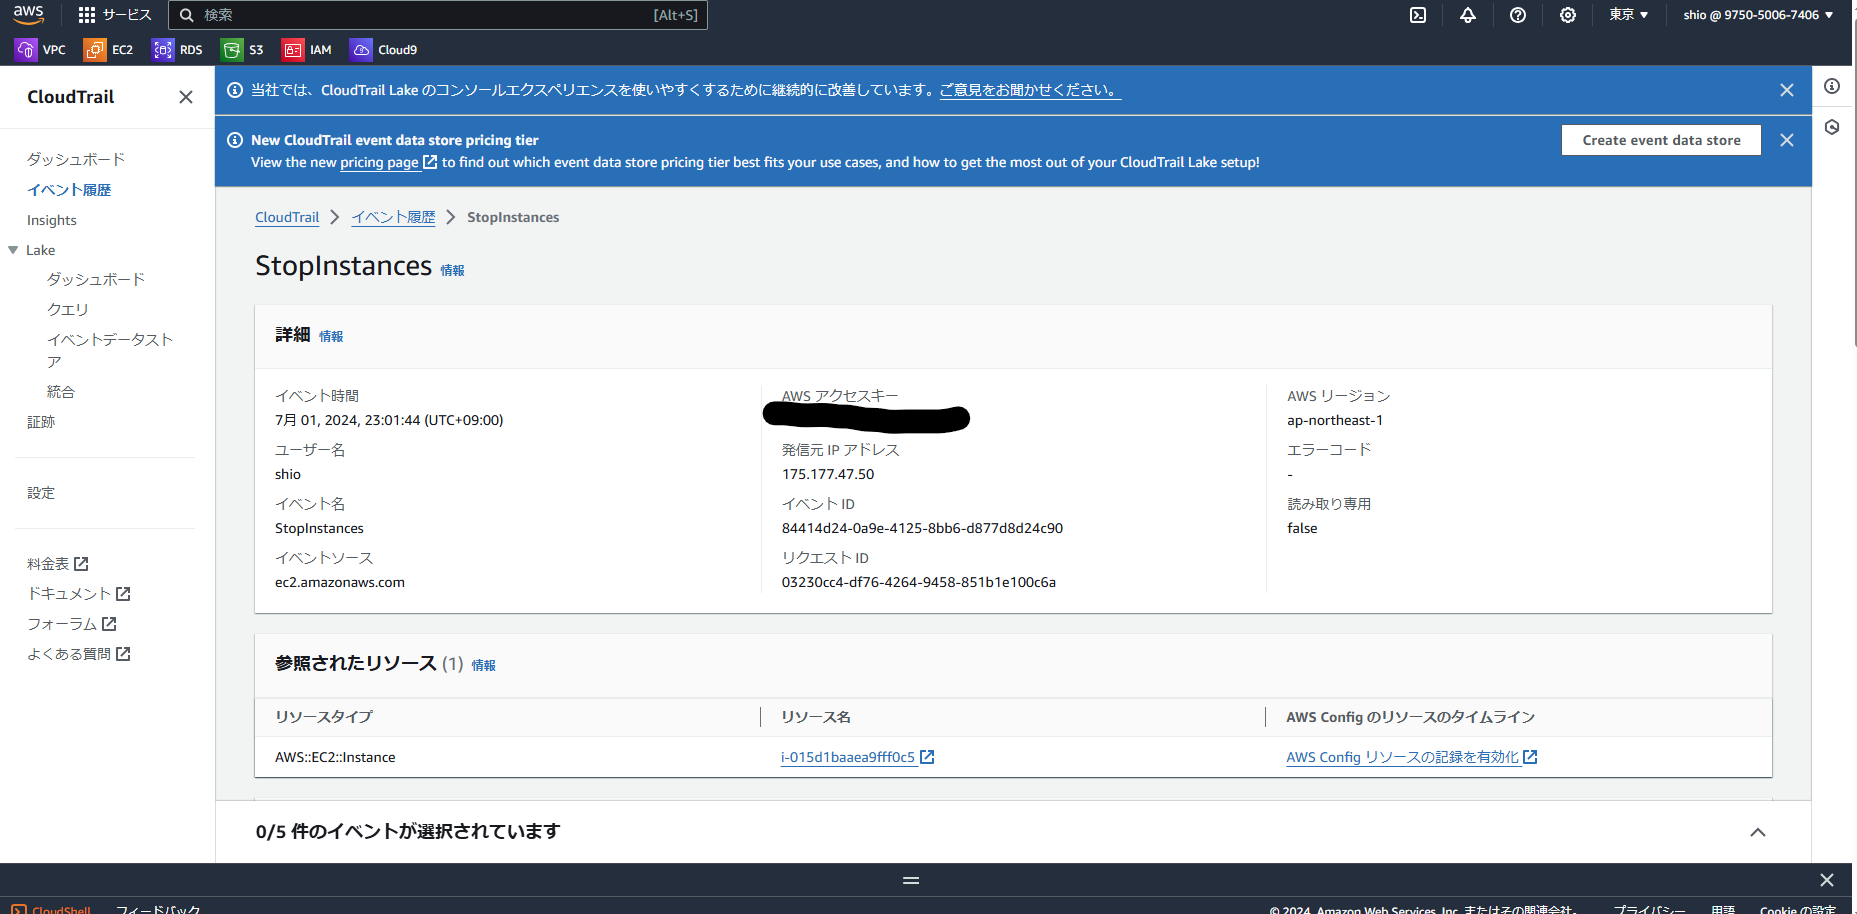 aws
サービス
検索
[Alt+S]
東京 ▼
shio @ 9750-5006-7406 ▼
VPC
EC2
RDS
S3
IAM
Cloud9
CloudTrail
ダッシュボード
イベント履歴
Insights
Lake
ダッシュボード
クエリ
イベントデータスト
ア
統合
証跡
設定
料金表
ドキュメント
フォーラム
よくある質問
当社では、CloudTrail Lake のコンソールエクスペリエンスを使いやすくするために継続的に改善しています。ご意見をお聞かせください。
New CloudTrail event data store pricing tier
View the new pricing page to find out which event data store pricing tier best fits your use cases, and how to get the most out of your CloudTrail Lake setup!
Create event data store
CloudTrail > イベント履歴 > StopInstances
StopInstances 情報
詳細 情報
イベント時間
7月 01, 2024, 23:01:44 (UTC+09:00)
ユーザー名
shio
イベント名
StopInstances
イベントソース
ec2.amazonaws.com
AWS アクセスキー
発信元 IP アドレス
175.177.47.50
イベント ID
84414d24-0a9e-4125-8bb6-d877d8d24c90
リクエスト ID
03230cc4-df76-4264-9458-851b1e100c6a
AWS リージョン
ap-northeast-1
エラーコード
-
読み取り専用
false
参照されたリソース (1) 情報
リソースタイプ
リソース名
AWS Config のリソースのタイムライン
AWS::EC2::Instance
i-015d1baaea9fff0c5
AWS Config リソースの記録を有効化
0/5 件のイベントが選択されています
CloudShell
フィードバック
© 2024, Amazon Web Services, Inc. またはその関連会社。
プライバシー
用語
Cookie の設定